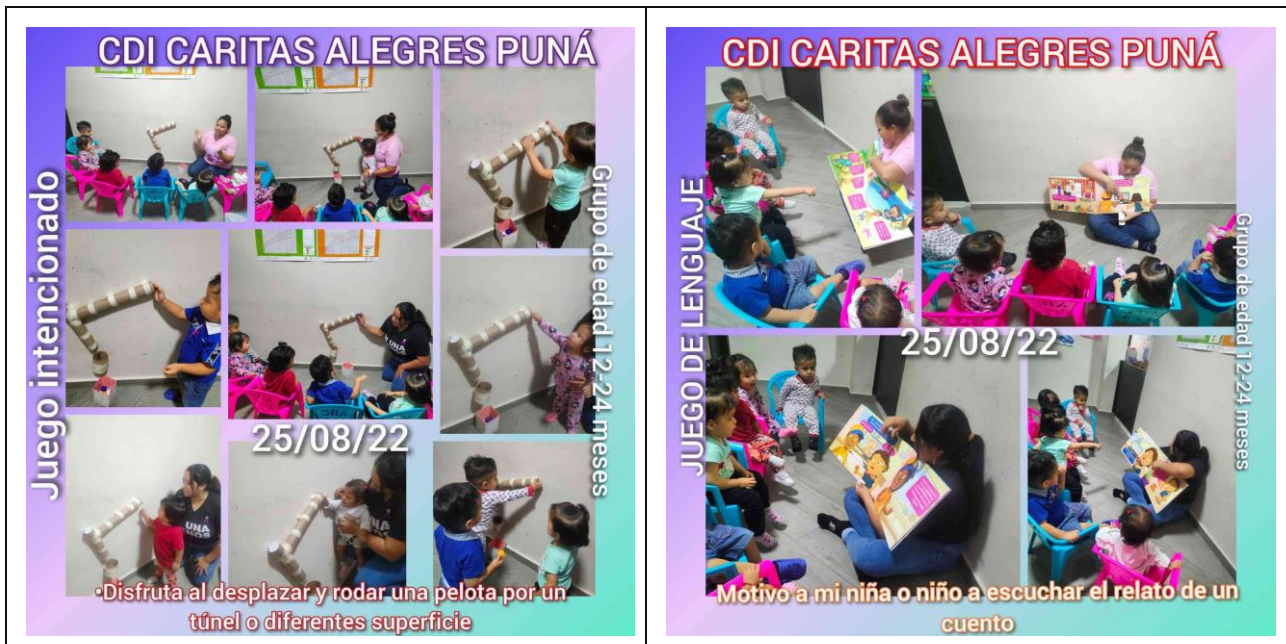 CDI CARITAS ALEGRES PUNÁ
Juego intencionado
Grupo de edad 12-24 meses
25/08/22
•Disfruta al desplazar y rodar una pelota por un
túnel o diferentes superficie
CDI CARITAS ALEGRES PUNÁ
JUEGO DE LENGUAJE
Grupo de edad 12-24 meses
25/08/22
Motivo a mi niña o niño a escuchar el relato de un
cuento